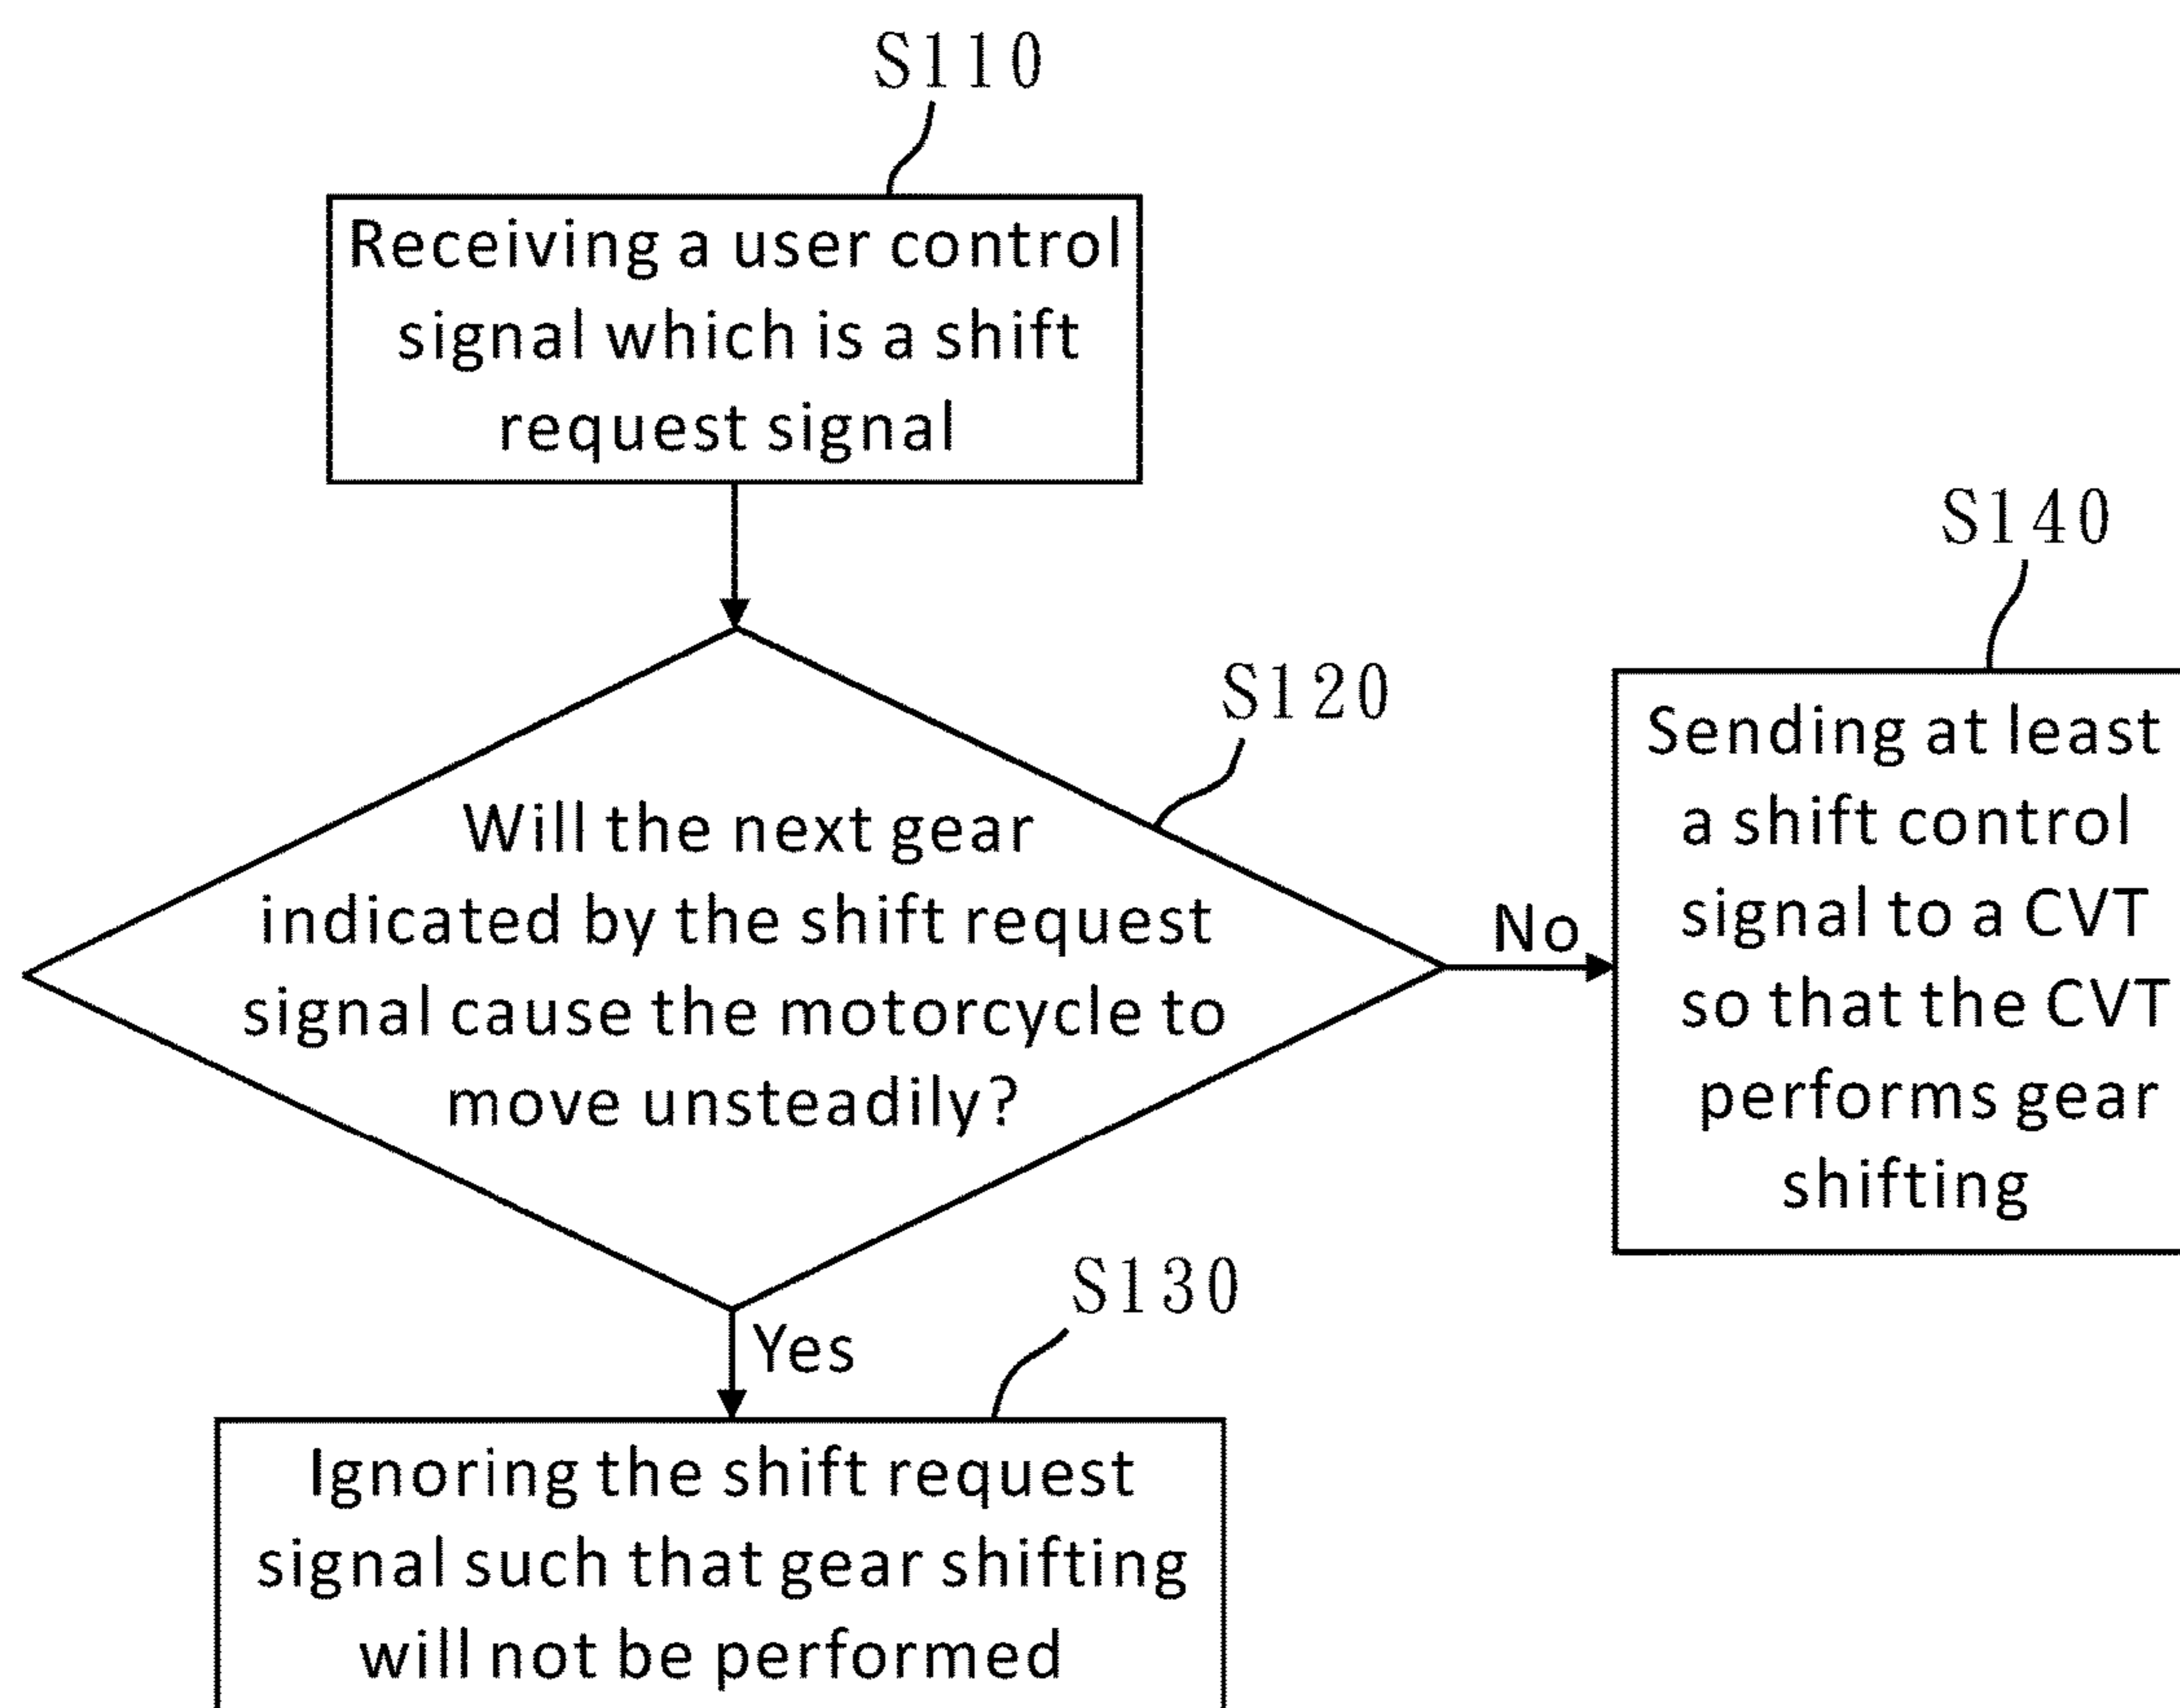 S110
Receiving a user control
signal which is a shift
request signal
S120
Will the next gear
indicated by the shift request
signal cause the motorcycle to
move unsteadily?
No
S140
Sending at least
a shift control
signal to a CVT
so that the CVT
performs gear
shifting
Yes
S130
Ignoring the shift request
signal such that gear shifting
will not be performed